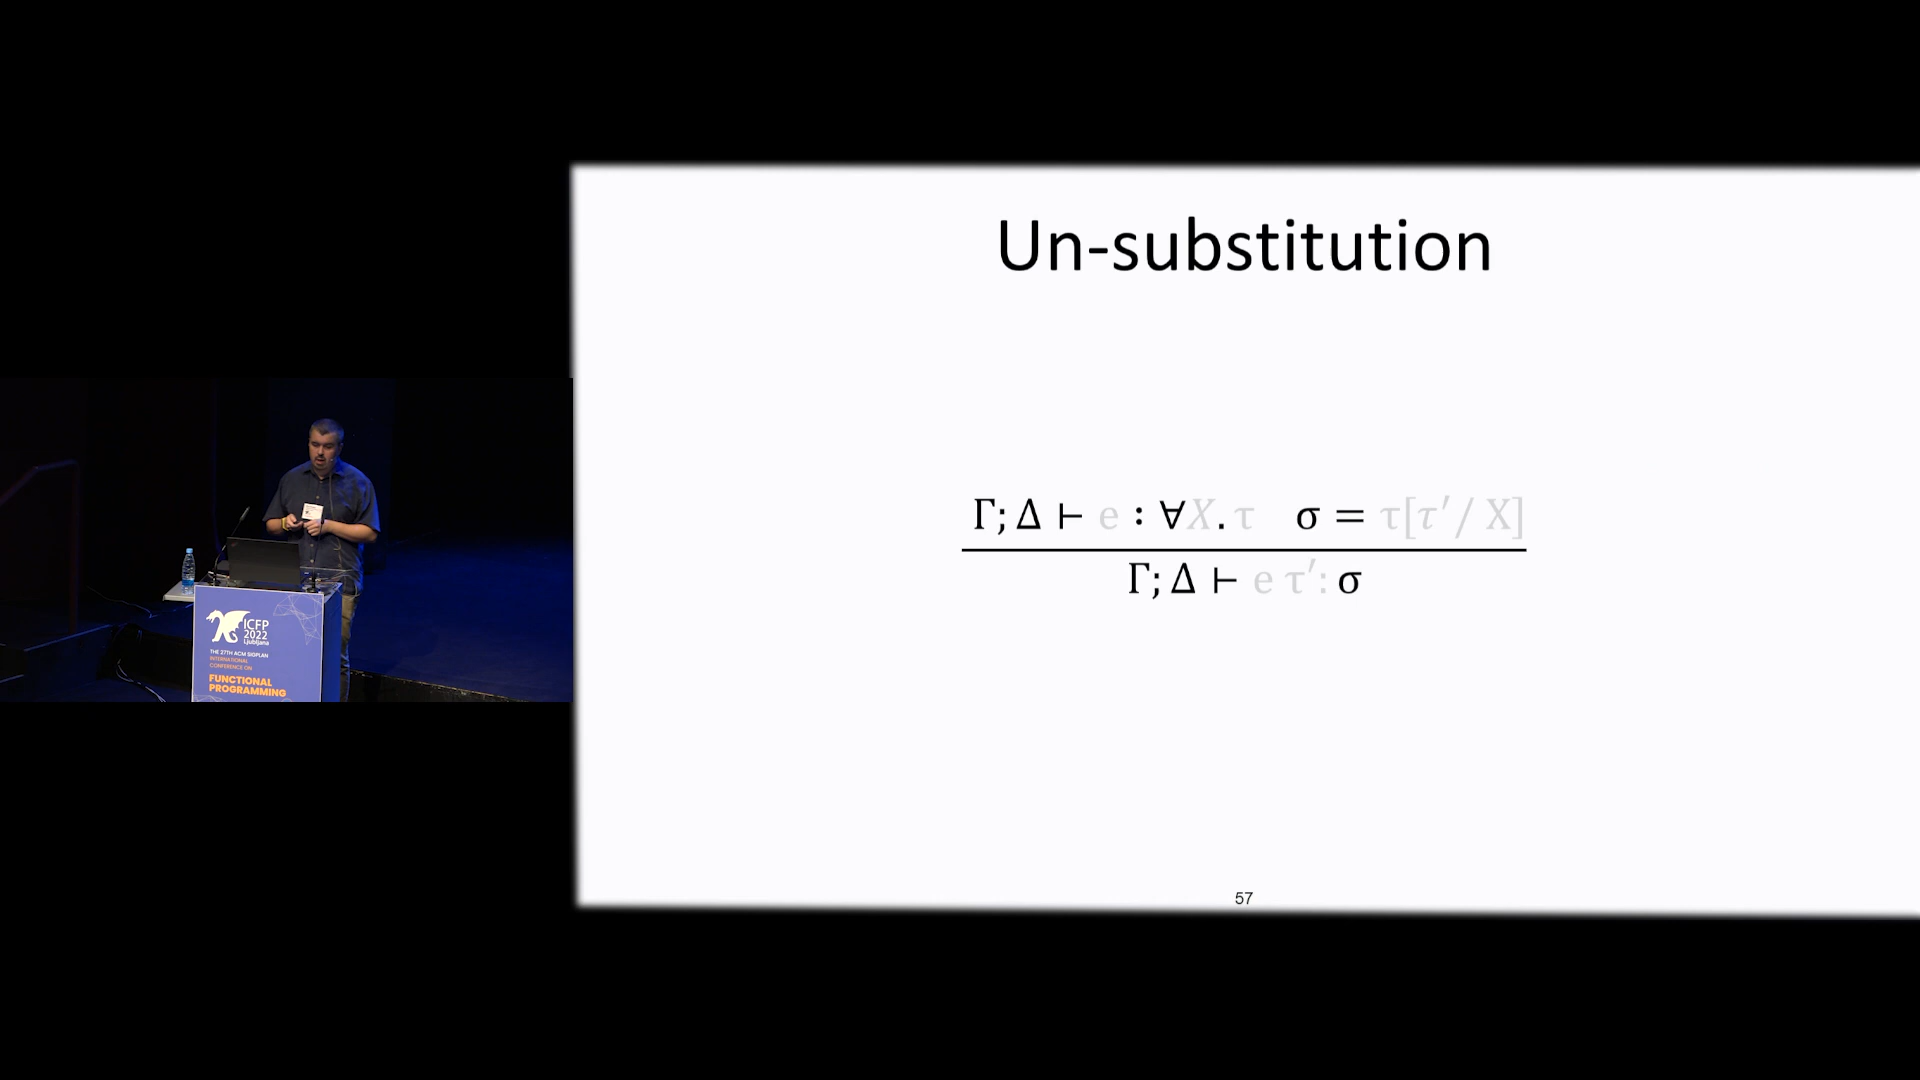 Un-substitution
Γ; Δ ⊢ e : ∀X. τ σ = τ[τ′/ X]
Γ; Δ ⊢ e τ′: σ
57
ICFP
2022
Ljubljana
THE 27TH ACM SIGPLAN
INTERNATIONAL
CONFERENCE ON
FUNCTIONAL
PROGRAMMING